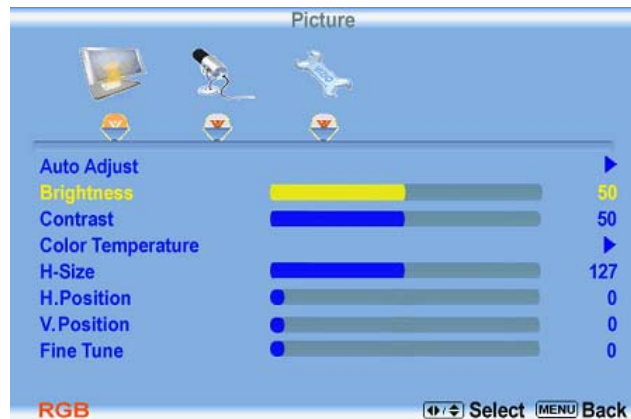 Picture
Auto Adjust
Brightness 50
Contrast 50
Color Temperature
H-Size 127
H.Position 0
V.Position 0
Fine Tune 0
RGB Select MENU Back